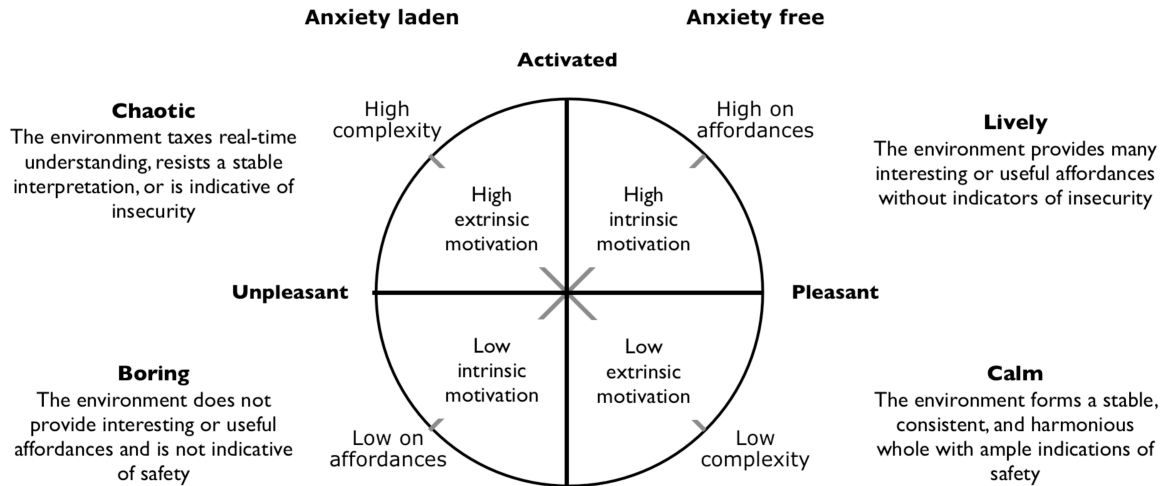 Anxiety laden
Anxiety free
Activated
Chaotic
The environment taxes real-time
understanding, resists a stable
interpretation, or is indicative of
insecurity
High
complexity
High on
affordances
Lively
The environment provides many
interesting or useful affordances
without indicators of insecurity
High
extrinsic
motivation
High
intrinsic
motivation
Unpleasant
Pleasant
Low
intrinsic
motivation
Low
extrinsic
motivation
Boring
The environment does not
provide interesting or useful
affordances and is not indicative
of safety
Low on
affordances
Low
complexity
Calm
The environment forms a stable,
consistent, and harmonious
whole with ample indications of
safety